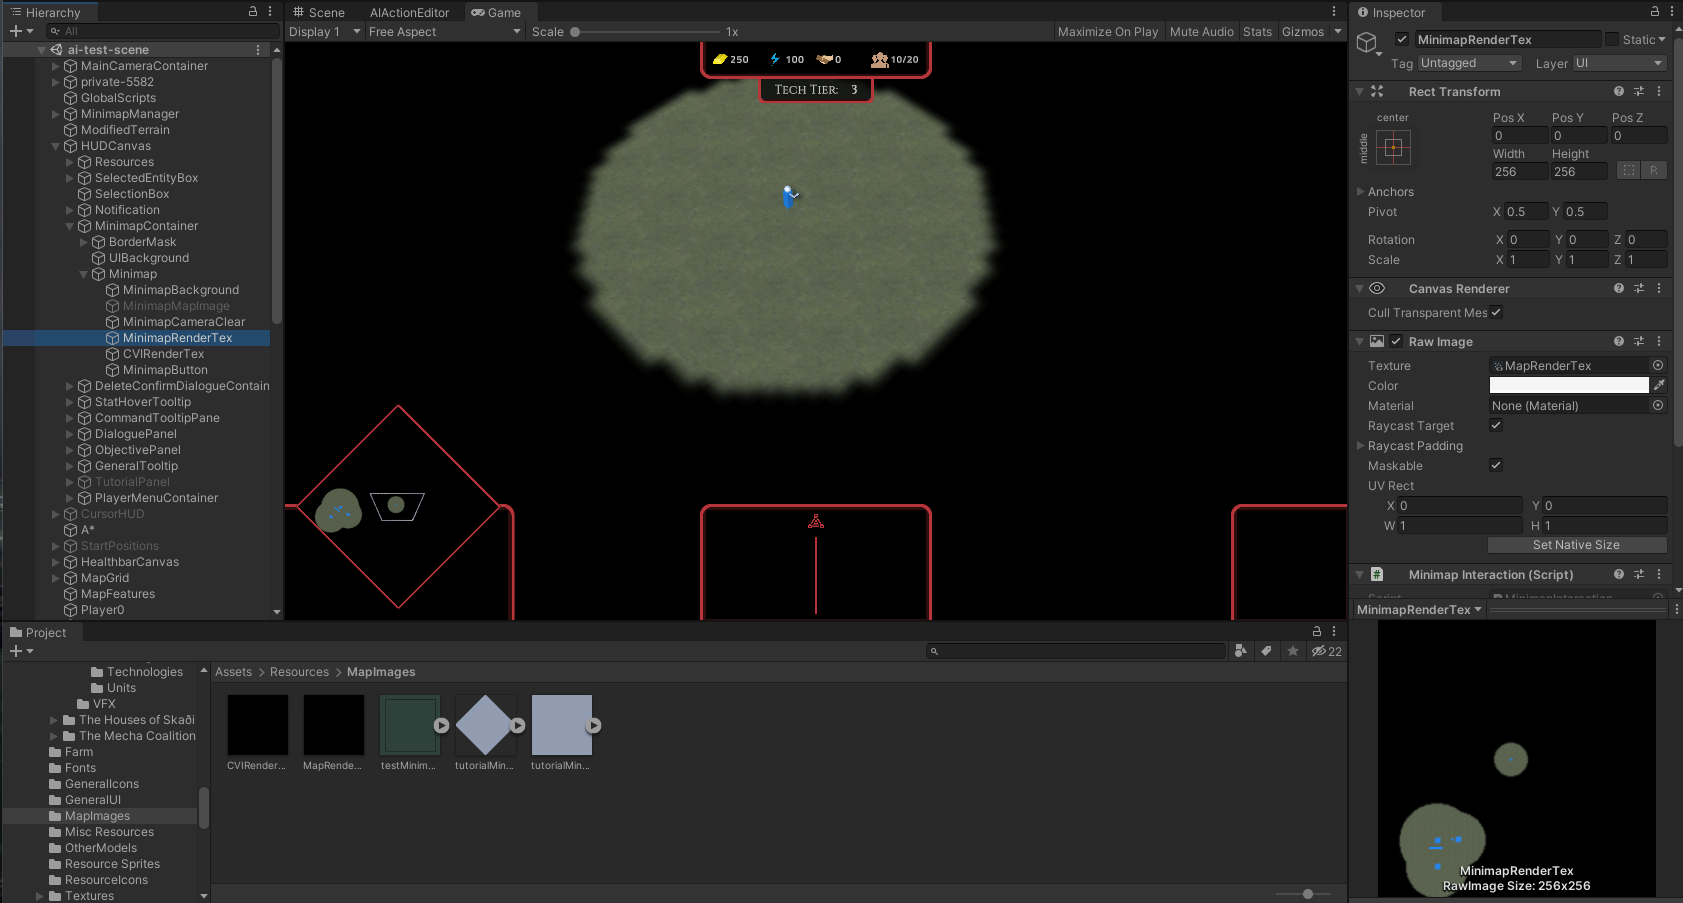 Hierarchy
All
ai-test-scene
MainCameraContainer
private-5582
GlobalScripts
MinimapManager
ModifiedTerrain
HUDCanvas
Resources
SelectedEntityBox
SelectionBox
Notification
MinimapContainer
BorderMask
UIBackground
Minimap
MinimapBackground
MinimapMapImage
MinimapCameraClear
MinimapRenderTex
CVIRenderTex
MinimapButton
DeleteConfirmDialogueContain
StatHoverTooltip
CommandTooltipPane
DialoguePanel
ObjectivePanel
GeneralTooltip
TutorialPanel
PlayerMenuContainer
CursorHUD
A*
StartPositions
HealthbarCanvas
MapGrid
MapFeatures
Player0
Scene AIActionEditor Game
Display 1 Free Aspect Scale 1x Maximize On Play Mute Audio Stats Gizmos
250 100 0 10/20
Tech Tier: 3
Inspector
MinimapRenderTex Static
Tag Untagged Layer UI
Rect Transform
center
middle
Pos X Pos Y Pos Z
0 0 0
Width Height
256 256 R
Anchors
Pivot X 0.5 Y 0.5
Rotation X 0 Y 0 Z 0
Scale X 1 Y 1 Z 1
Canvas Renderer
Cull Transparent Mes
Raw Image
Texture MapRenderTex
Color
Material None (Material)
Raycast Target
Raycast Padding
Maskable
UV Rect
X 0 Y 0
W 1 H 1
Set Native Size
Minimap Interaction (Script)
Script MinimapInteraction
MinimapRenderTex
MinimapRenderTex
RawImage Size: 256x256
Project
22
Technologies
Units
VFX
The Houses of Skaði
The Mecha Coalition
Farm
Fonts
GeneralIcons
GeneralUI
MapImages
Misc Resources
OtherModels
Resource Sprites
ResourceIcons
Textures
Assets > Resources > MapImages
CVIRender... MapRende... testMinim... tutorialMin... tutorialMin...